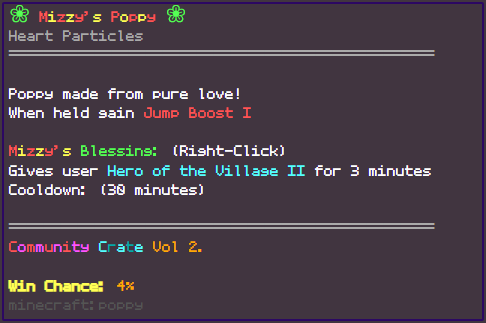 ❀ Mizzy's Poppy ❀
Heart Particles
Poppy made from pure love!
When held gain Jump Boost I
Mizzy's Blessing: (Right-Click)
Gives user Hero of the Village II for 3 minutes
Cooldown: (30 minutes)
Community Crate Vol 2.
Win Chance: 4%
minecraft:poppy